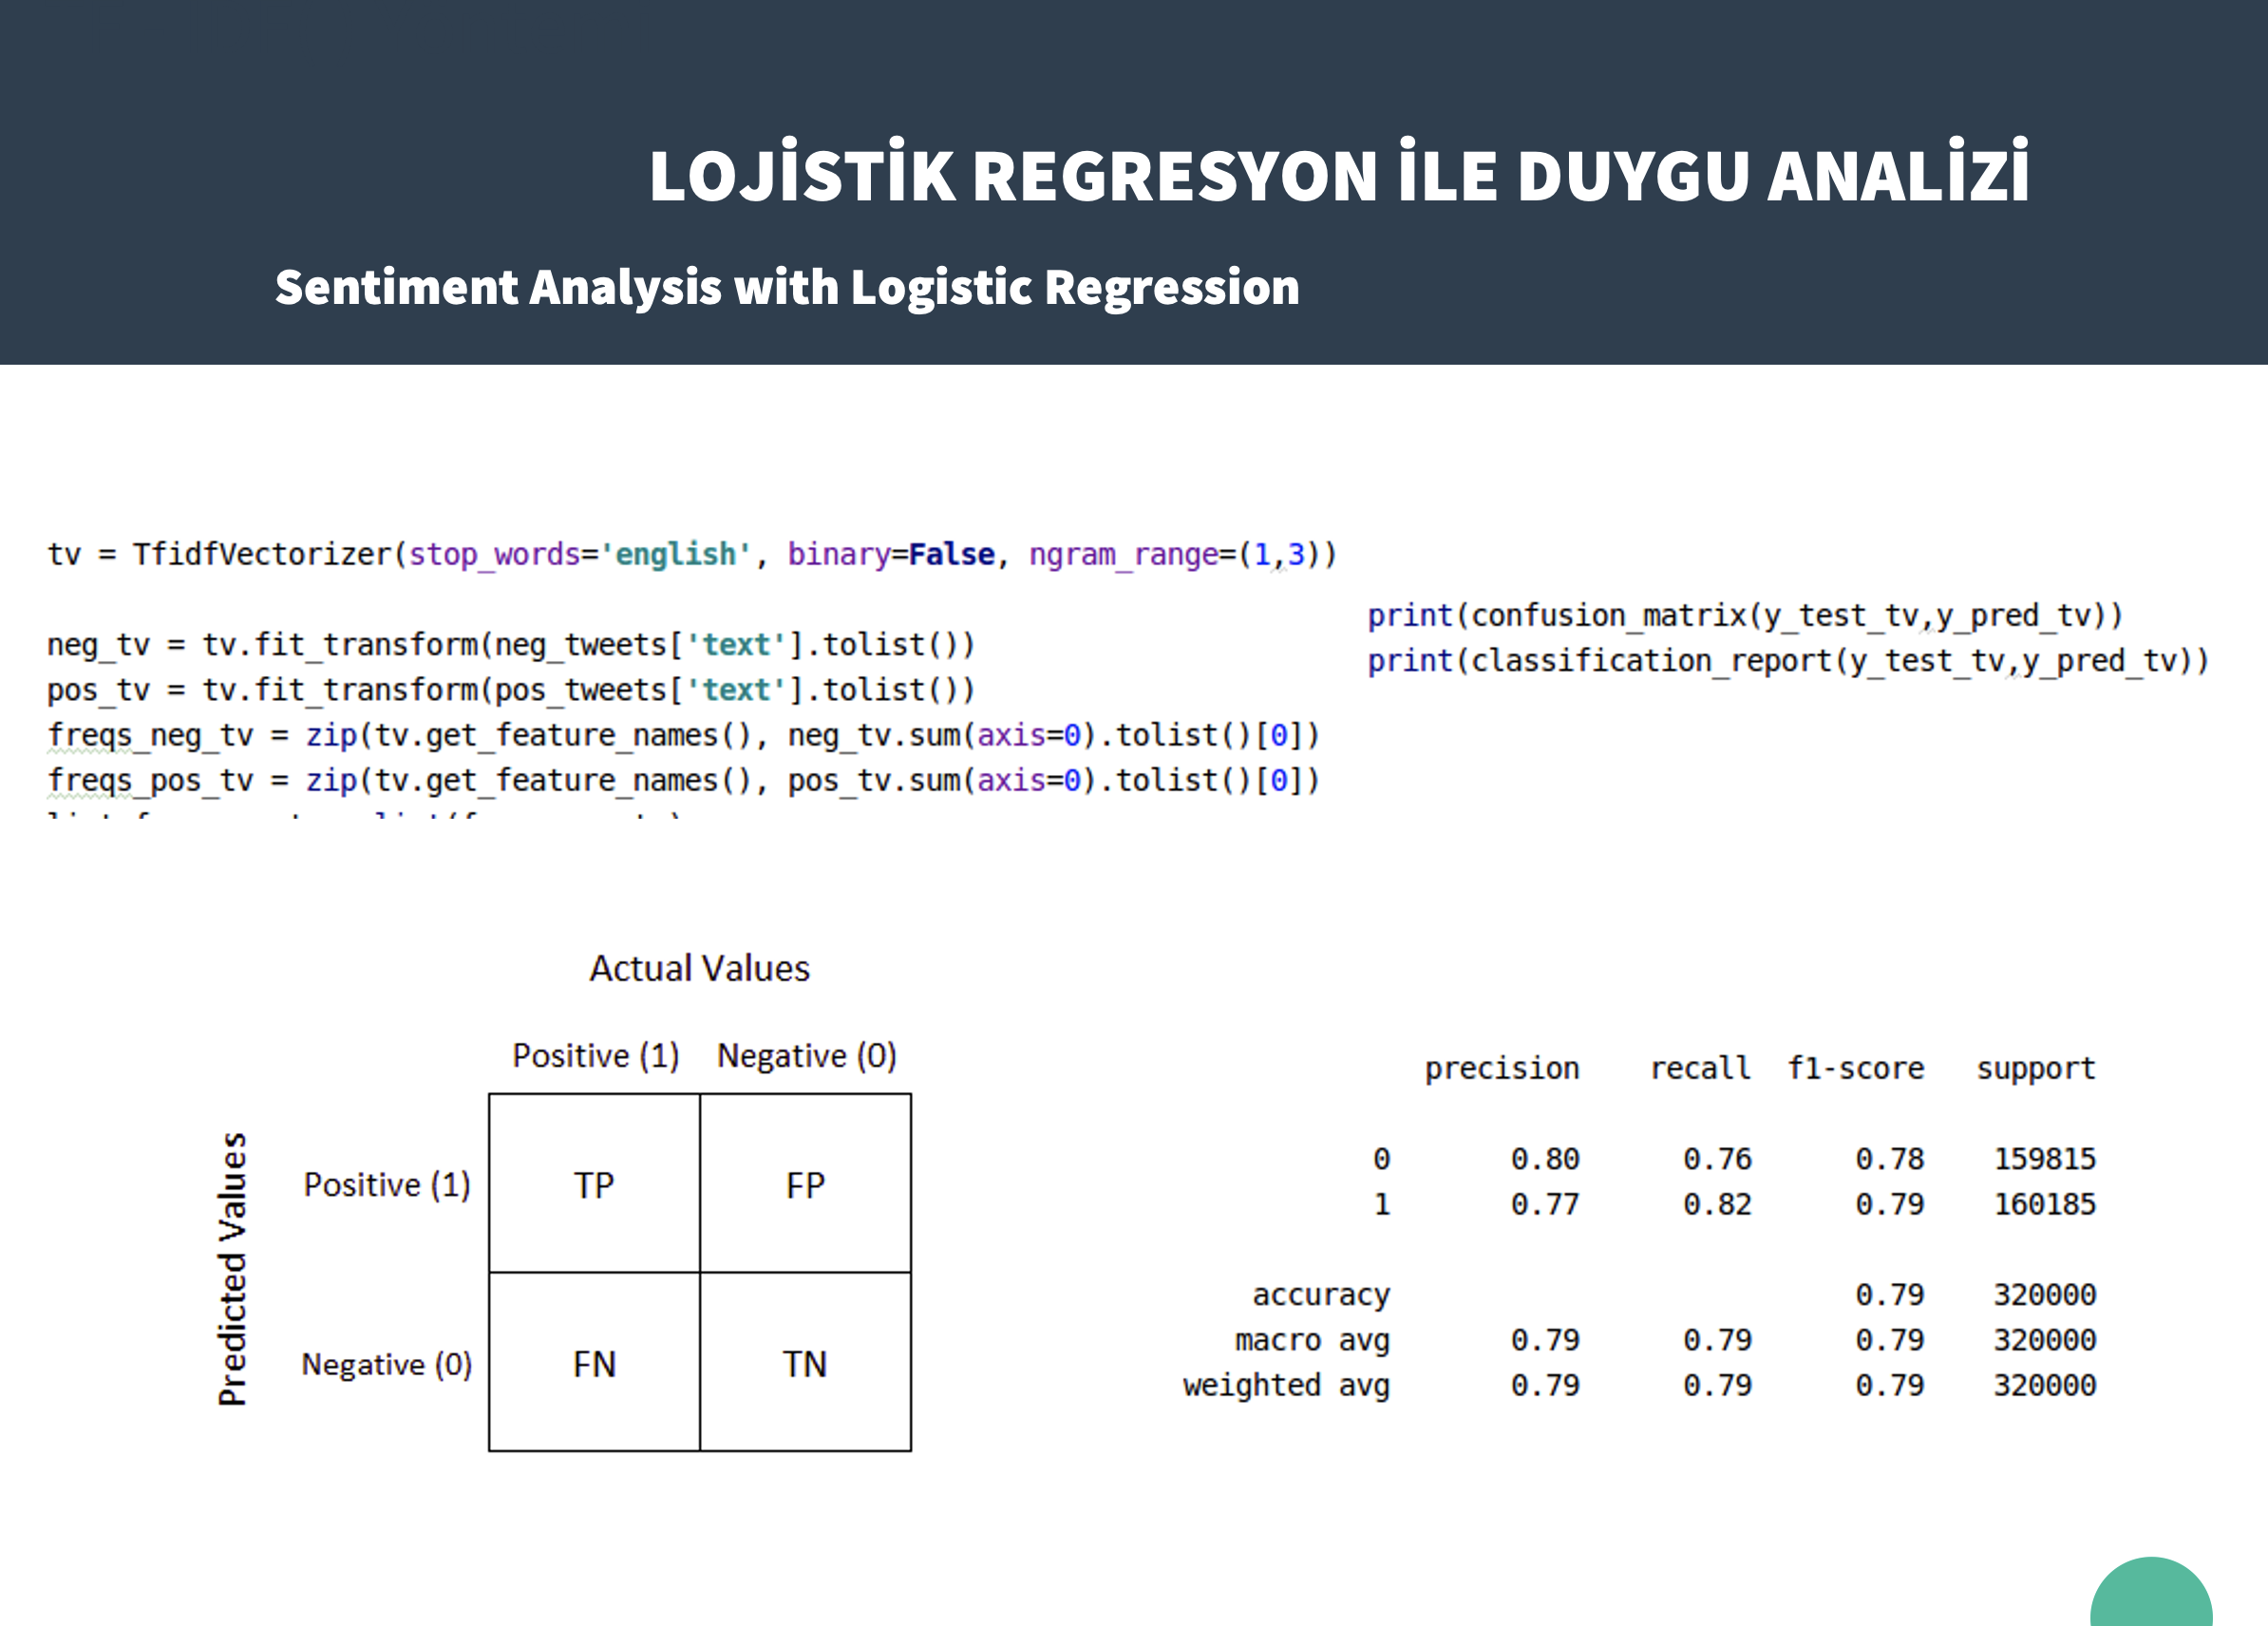 LOJİSTİK REGRESYON İLE DUYGU ANALİZİ
Sentiment Analysis with Logistic Regression
tv = TfidfVectorizer(stop_words='english', binary=False, ngram_range=(1,3))
neg_tv = tv.fit_transform(neg_tweets['text'].tolist())
pos_tv = tv.fit_transform(pos_tweets['text'].tolist())
freqs_neg_tv = zip(tv.get_feature_names(), neg_tv.sum(axis=0).tolist()[0])
freqs_pos_tv = zip(tv.get_feature_names(), pos_tv.sum(axis=0).tolist()[0])
print(confusion_matrix(y_test_tv,y_pred_tv))
print(classification_report(y_test_tv,y_pred_tv))
Actual Values
Positive (1) Negative (0)
Predicted Values
Positive (1) TP FP
Negative (0) FN TN
precision recall f1-score support
0 0.80 0.76 0.78 159815
1 0.77 0.82 0.79 160185
accuracy 0.79 320000
macro avg 0.79 0.79 0.79 320000
weighted avg 0.79 0.79 0.79 320000